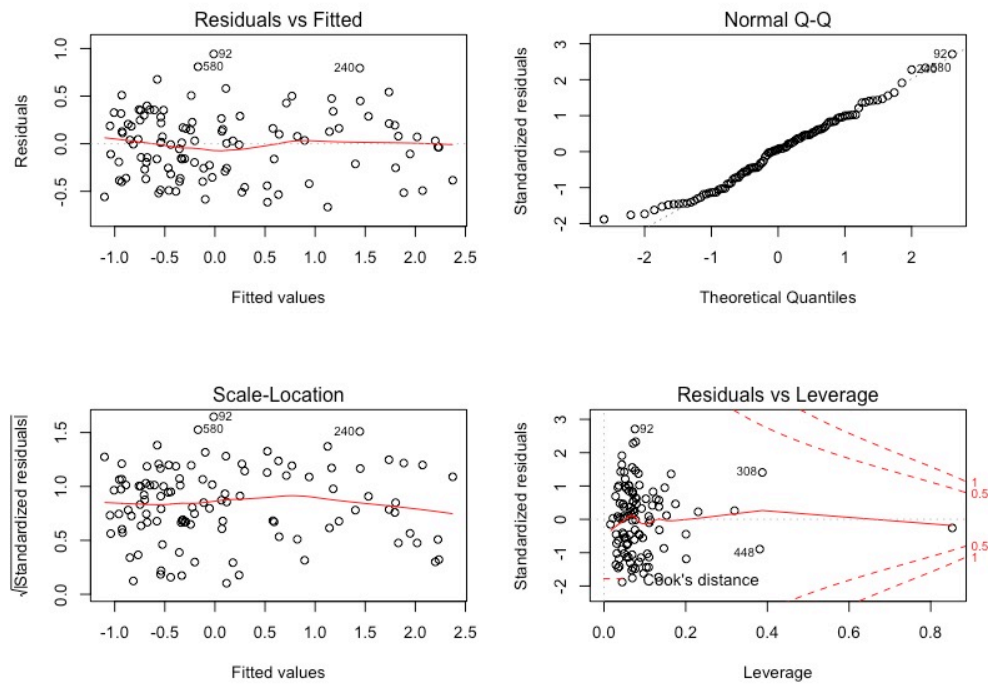 Residuals vs Fitted
Residuals
1.0
0.5
0.0
-0.5
92
580
240
-1.0 -0.5 0.0 0.5 1.0 1.5 2.0 2.5
Fitted values
Normal Q-Q
Standardized residuals
3
2
1
0
-1
-2
92
240
580
-2 -1 0 1 2
Theoretical Quantiles
Scale-Location
√|Standardized residuals|
1.5
1.0
0.5
0.0
92
580
240
-1.0 -0.5 0.0 0.5 1.0 1.5 2.0 2.5
Fitted values
Residuals vs Leverage
Standardized residuals
3
2
1
0
-1
-2
92
308
448
1
0.5
0.5
1
Cook's distance
0.0 0.2 0.4 0.6 0.8
Leverage